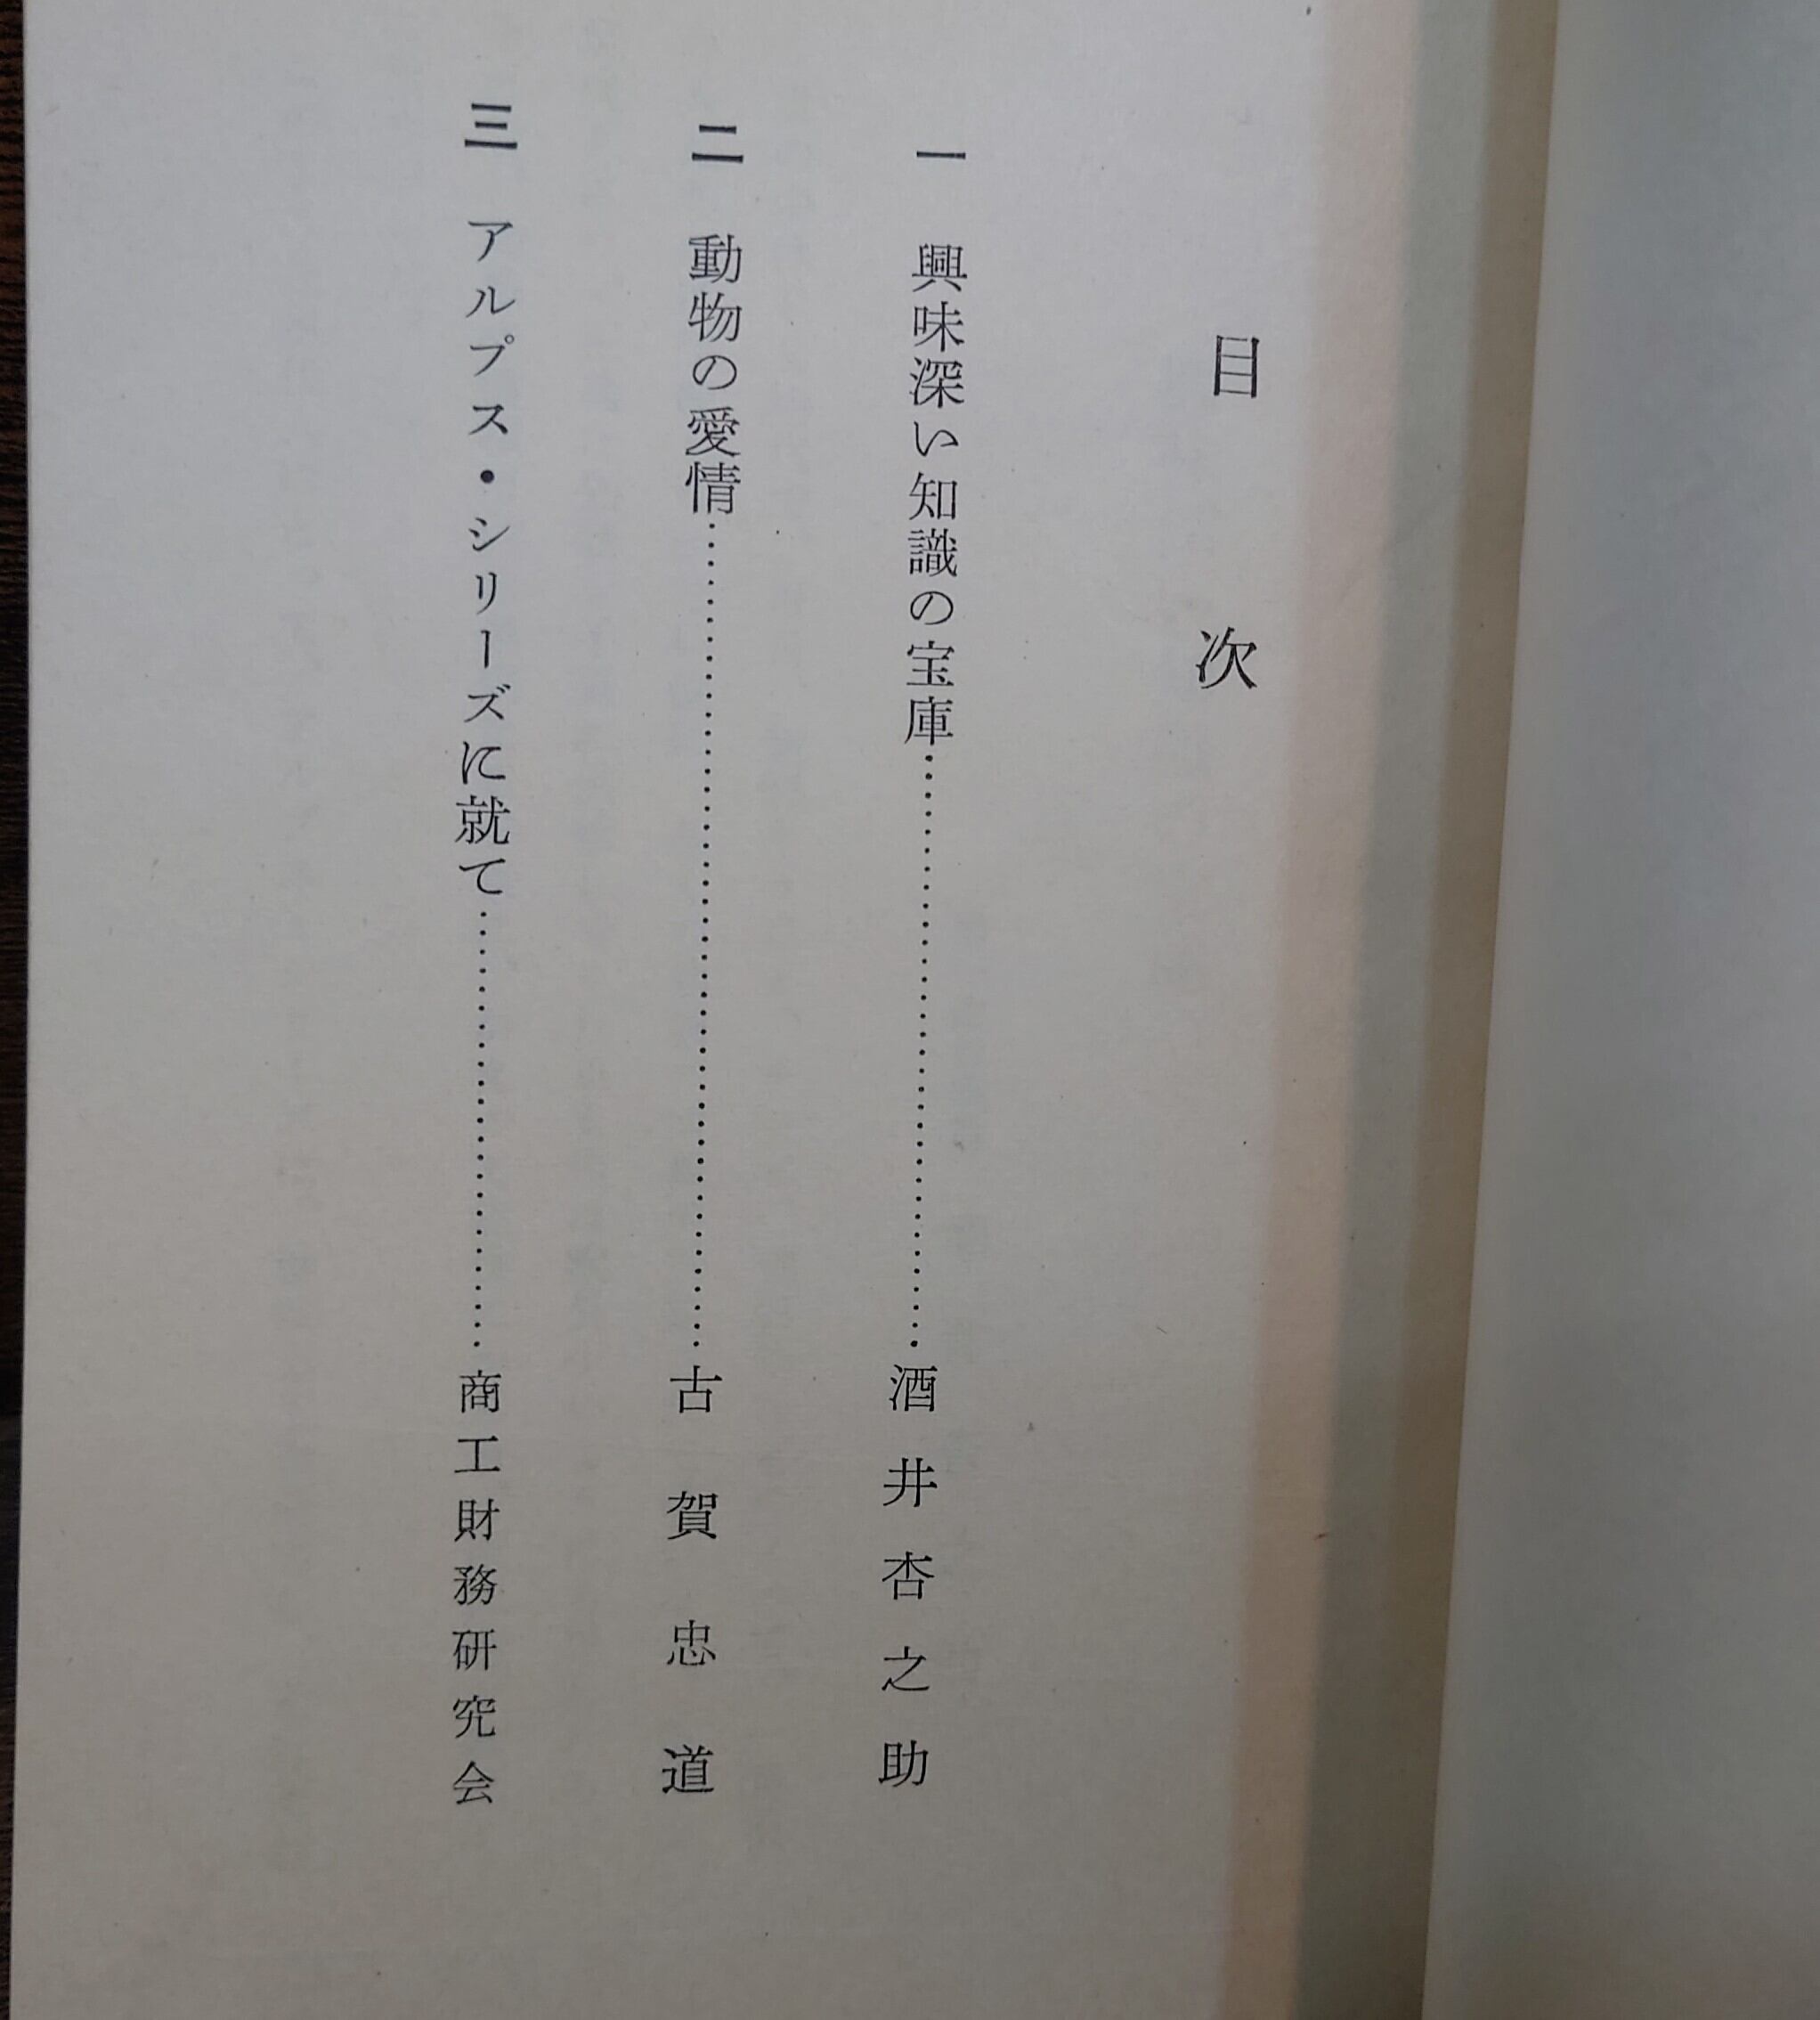 目次
一 興味深い知識の宝庫……………………酒井杏之助
二 動物の愛情……………………古賀忠道
三 アルプス・シリーズに就て……………………商工財務研究会